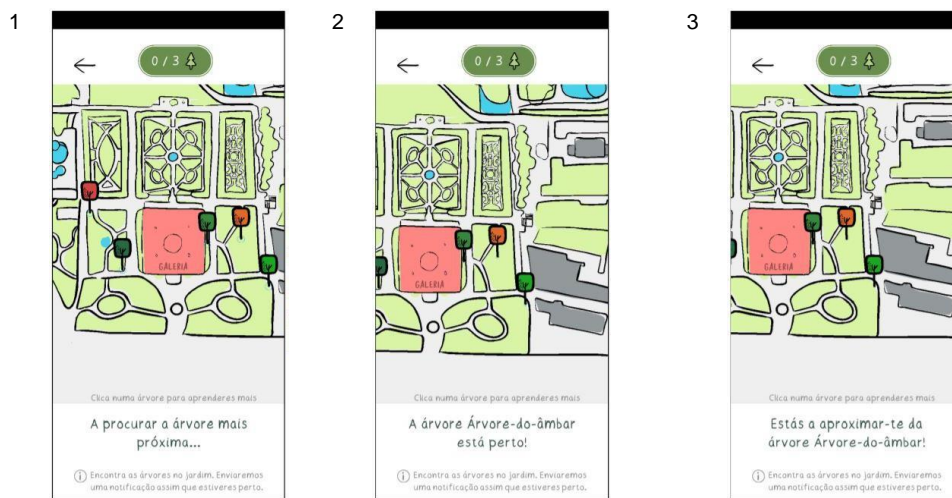 1
0 / 3
GALERIA
Clica numa árvore para aprenderes mais
A procurar a árvore mais
próxima...
Encontra as árvores no jardim. Enviaremos
uma notificação assim que estiveres perto.
2
0 / 3
GALERIA
Clica numa árvore para aprenderes mais
A árvore Árvore-do-âmbar
está perto!
Encontra as árvores no jardim. Enviaremos
uma notificação assim que estiveres perto.
3
0 / 3
GALERIA
Clica numa árvore para aprenderes mais
Estás a aproximar-te da
árvore Árvore-do-âmbar!
Encontra as árvores no jardim. Enviaremos
uma notificação assim que estiveres perto.